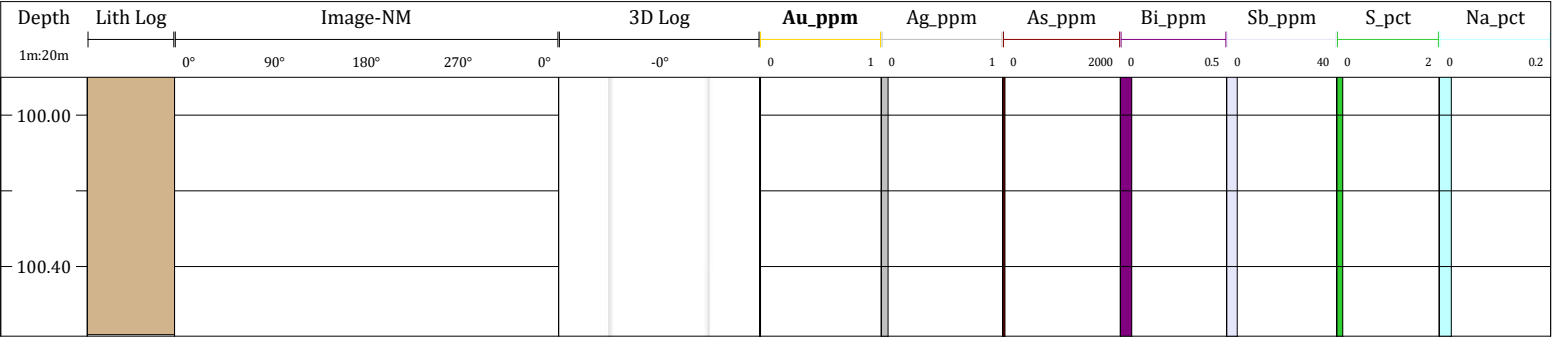 Depth Lith Log Image-NM 3D Log Au_ppm Ag_ppm As_ppm Bi_ppm Sb_ppm S_pct Na_pct
1m:20m 0° 90° 180° 270° 0° -0° 0 1 0 1 0 2000 0 0.5 0 40 0 2 0 0.2
100.00
100.40